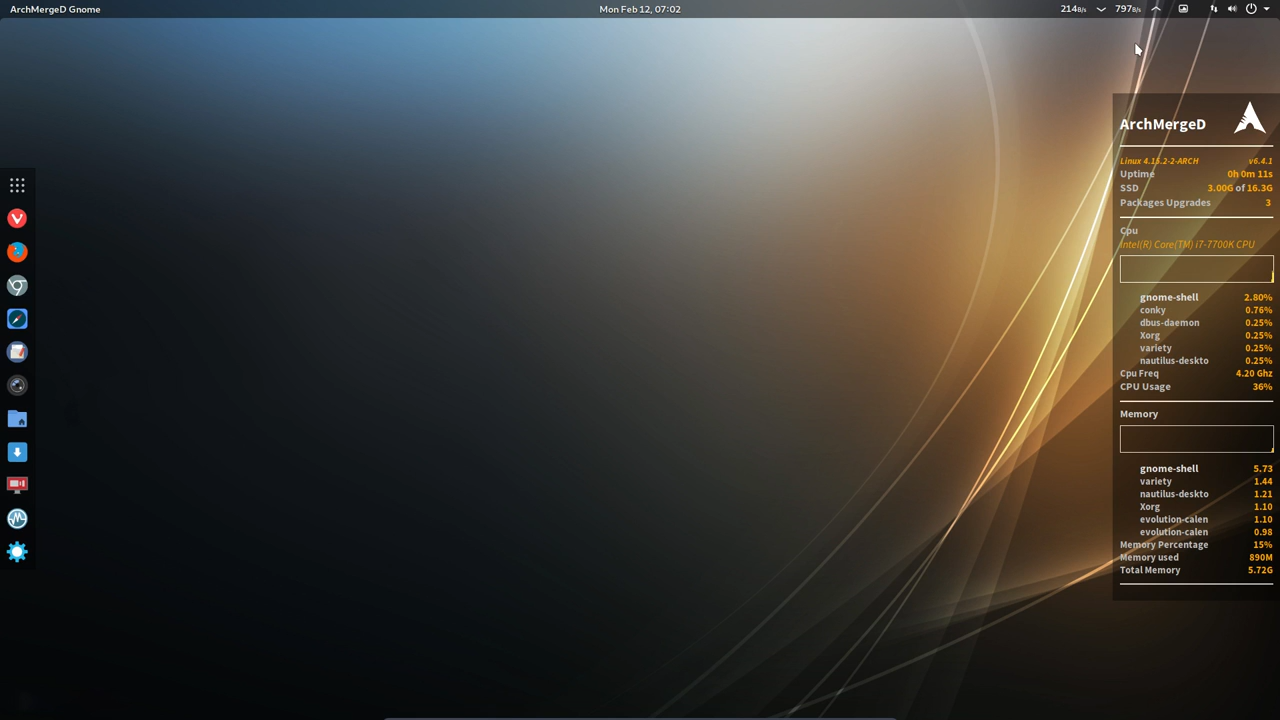 ArchMergeD Gnome Mon Feb 12, 07:02 214B/s 797B/s
ArchMergeD
Linux 4.15.2-2-ARCH v6.4.1
Uptime 0h 0m 11s
SSD 3.00G of 16.3G
Packages Upgrades 3
Cpu
Intel(R) Core(TM) i7-7700K CPU
gnome-shell 2.80%
conky 0.76%
dbus-daemon 0.25%
Xorg 0.25%
variety 0.25%
nautilus-deskto 0.25%
Cpu Freq 4.20 Ghz
CPU Usage 36%
Memory
gnome-shell 5.73
variety 1.44
nautilus-deskto 1.21
Xorg 1.10
evolution-calen 1.10
evolution-calen 0.98
Memory Percentage 15%
Memory used 890M
Total Memory 5.72G